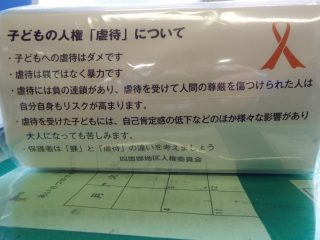 子どもの人権「虐待」について
・子どもへの虐待はダメです
・虐待は躾ではなく暴力です
・虐待には負の連鎖があり、虐待を受けて人間の尊厳を傷つけられた人は
自分自身もリスクが高まります。
・虐待を受けた子どもには、自己肯定感の低下などのほか様々な影響があり
大人になっても苦しみます。
・保護者は「躾」と「虐待」の違いを考えましょう
地区人権委員会